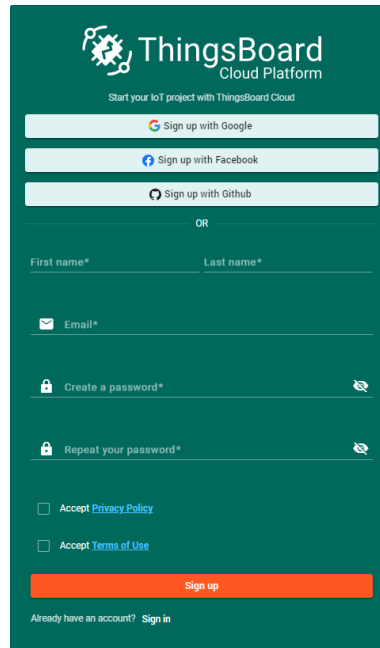 ThingsBoard
Cloud Platform
Start your IoT project with ThingsBoard Cloud
Sign up with Google
Sign up with Facebook
Sign up with Github
OR
First name* Last name*
Email*
Create a password*
Repeat your password*
Accept Privacy Policy
Accept Terms of Use
Sign up
Already have an account? Sign in